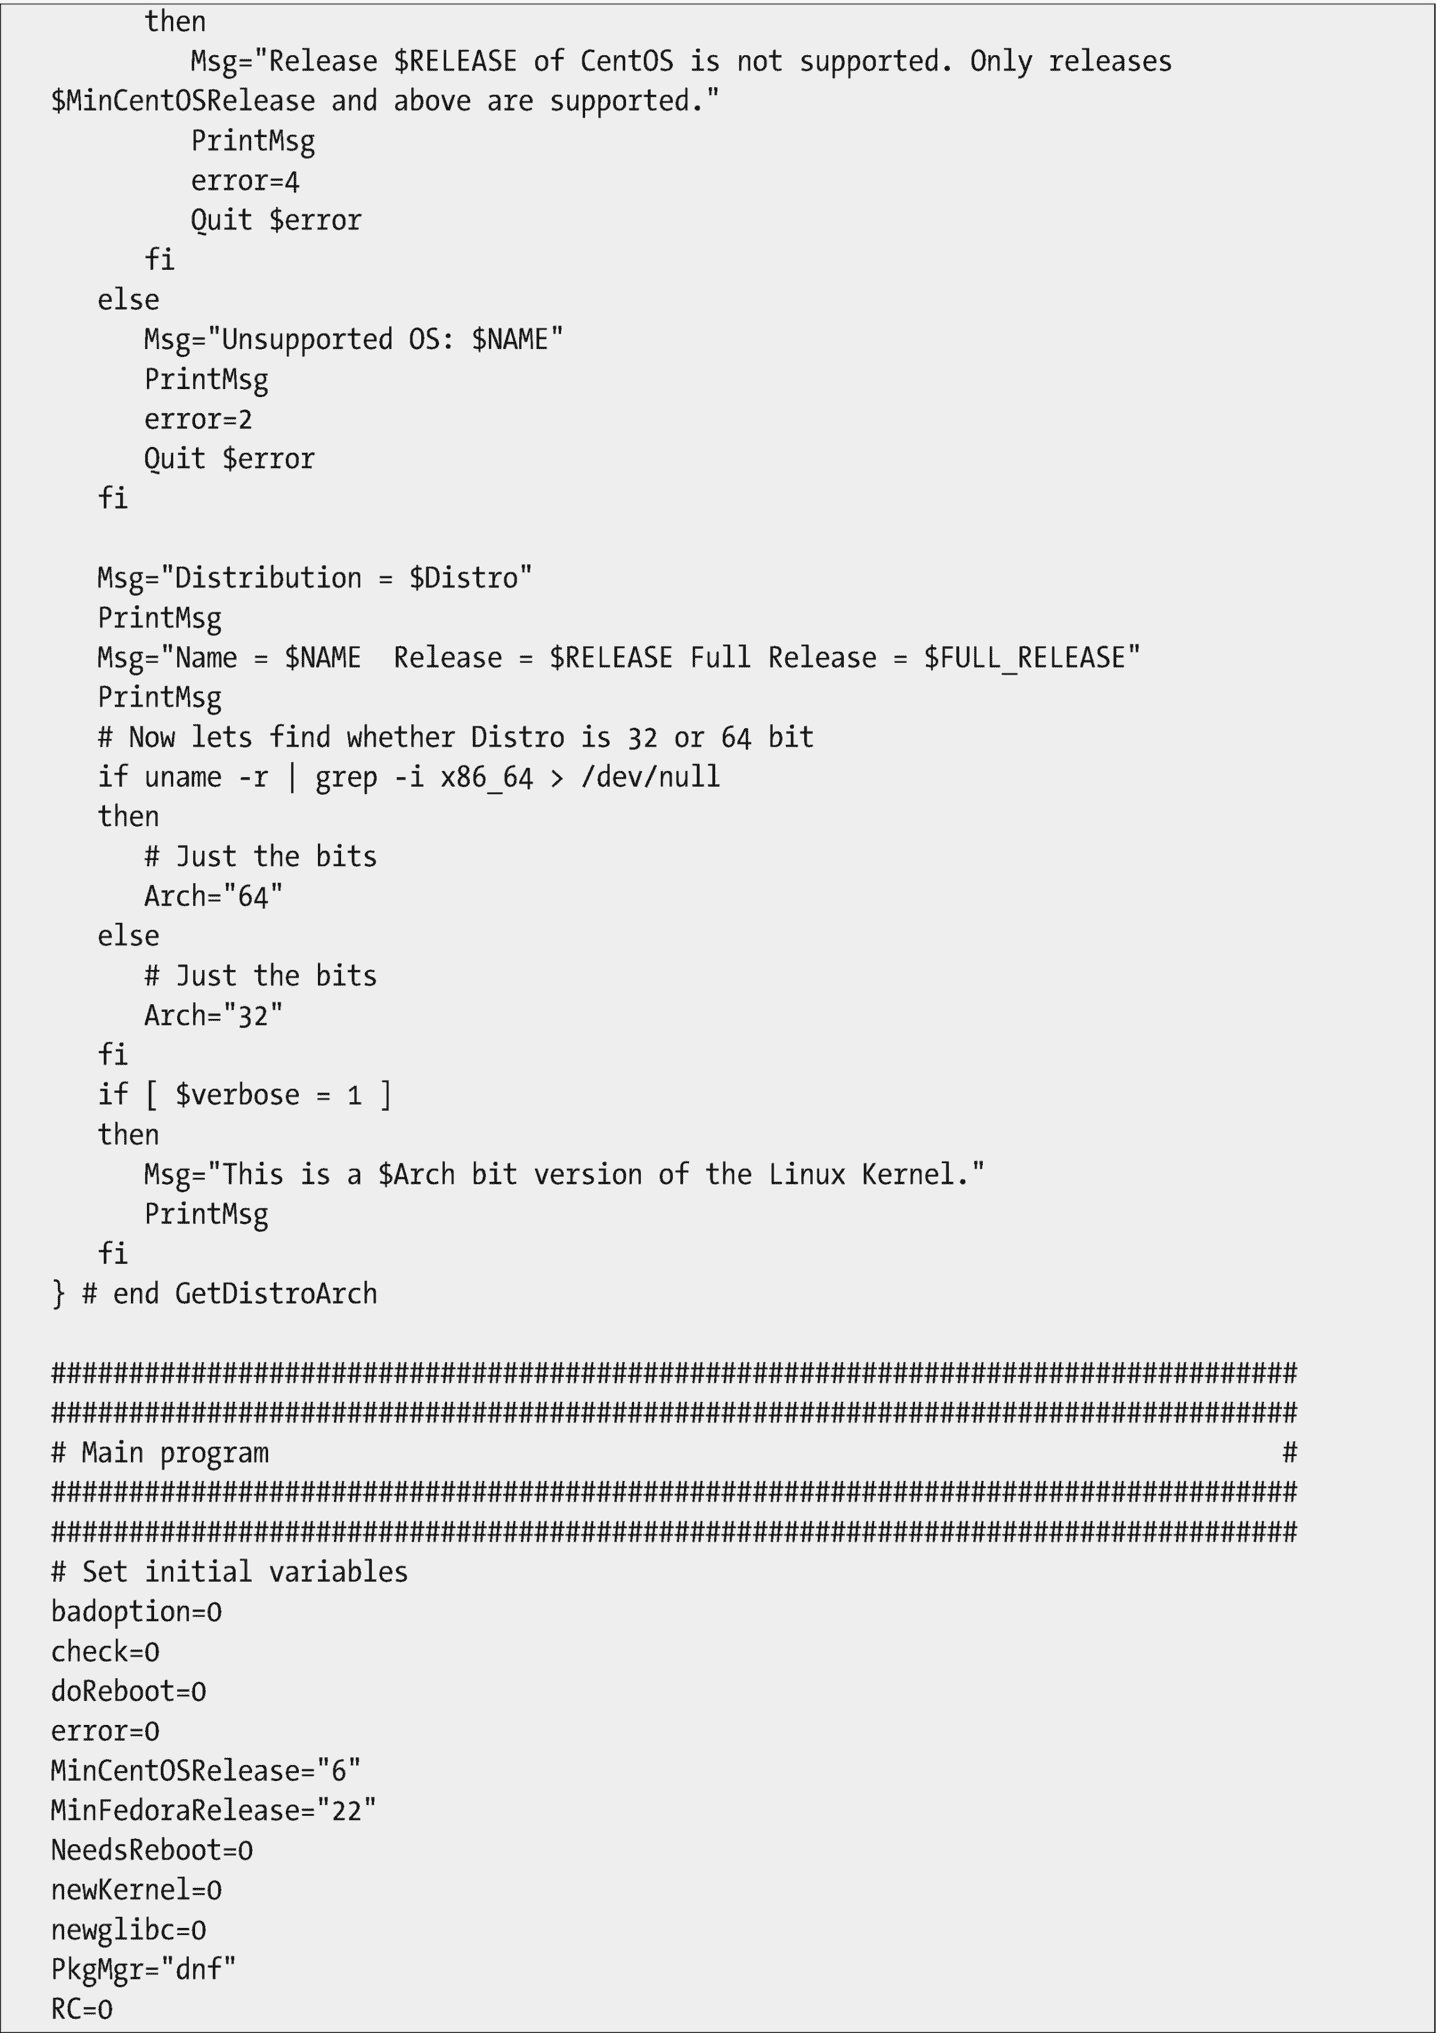 then
         Msg="Release $RELEASE of CentOS is not supported. Only releases
$MinCentOSRelease and above are supported."
         PrintMsg
         error=4
         Quit $error
      fi
   else
      Msg="Unsupported OS: $NAME"
      PrintMsg
      error=2
      Quit $error
   fi

   Msg="Distribution = $Distro"
   PrintMsg
   Msg="Name = $NAME  Release = $RELEASE Full Release = $FULL_RELEASE"
   PrintMsg
   # Now lets find whether Distro is 32 or 64 bit
   if uname -r | grep -i x86_64 > /dev/null
   then
      # Just the bits
      Arch="64"
   else
      # Just the bits
      Arch="32"
   fi
   if [ $verbose = 1 ]
   then
      Msg="This is a $Arch bit version of the Linux Kernel."
      PrintMsg
   fi
} # end GetDistroArch

################################################################################
################################################################################
# Main program                                                                 #
################################################################################
################################################################################
# Set initial variables
badoption=0
check=0
doReboot=0
error=0
MinCentOSRelease="6"
MinFedoraRelease="22"
NeedsReboot=0
newKernel=0
newglibc=0
PkgMgr="dnf"
RC=0